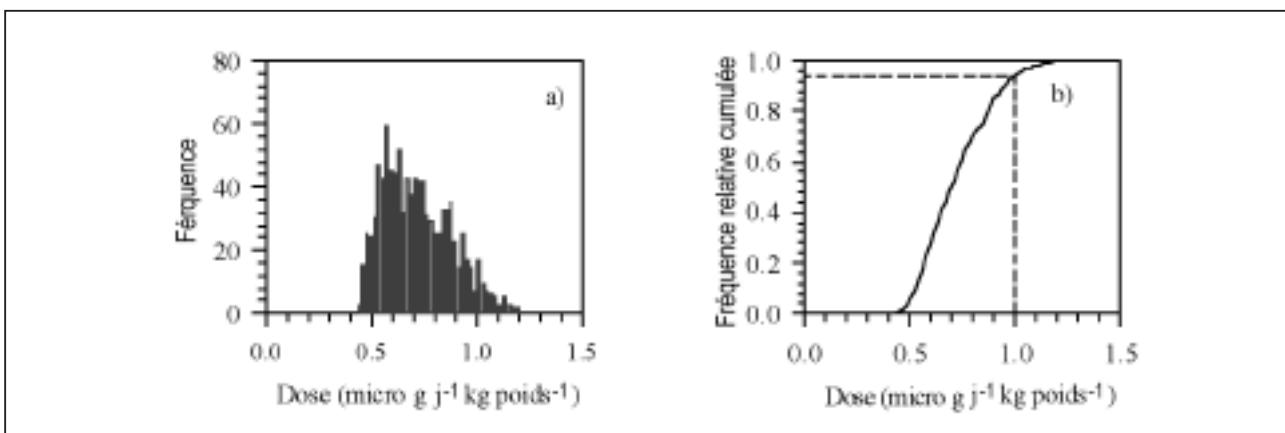 80
60
40
20
0
Férquence
a)
0.0 0.5 1.0 1.5
Dose (micro g j-1 kg poids-1)
1.0
0.8
0.6
0.4
0.2
0.0
Fréquence relative cumulée
b)
0.0 0.5 1.0 1.5
Dose (micro g j-1 kg poids-1)